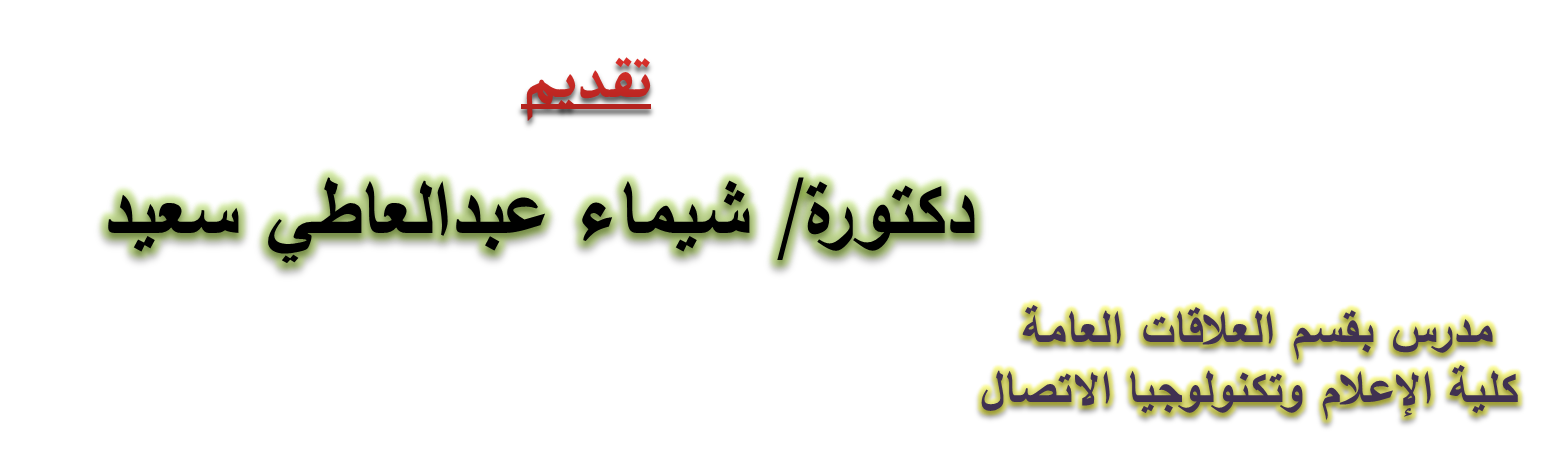 تقديم
دكتورة/ شيماء عبدالعاطي سعيد
مدرس بقسم العلاقات العامة
كلية الإعلام وتكنولوجيا الاتصال